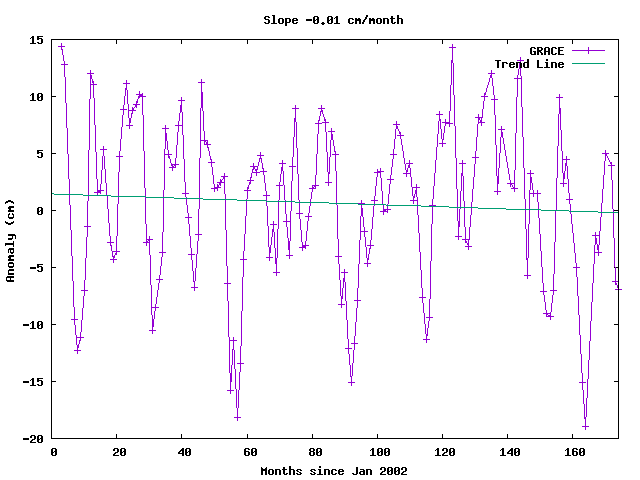 Slope -0.01 cm/month
GRACE
Trend Line
15
10
5
0
-5
-10
-15
-20
Anomaly (cm)
0 20 40 60 80 100 120 140 160
Months since Jan 2002